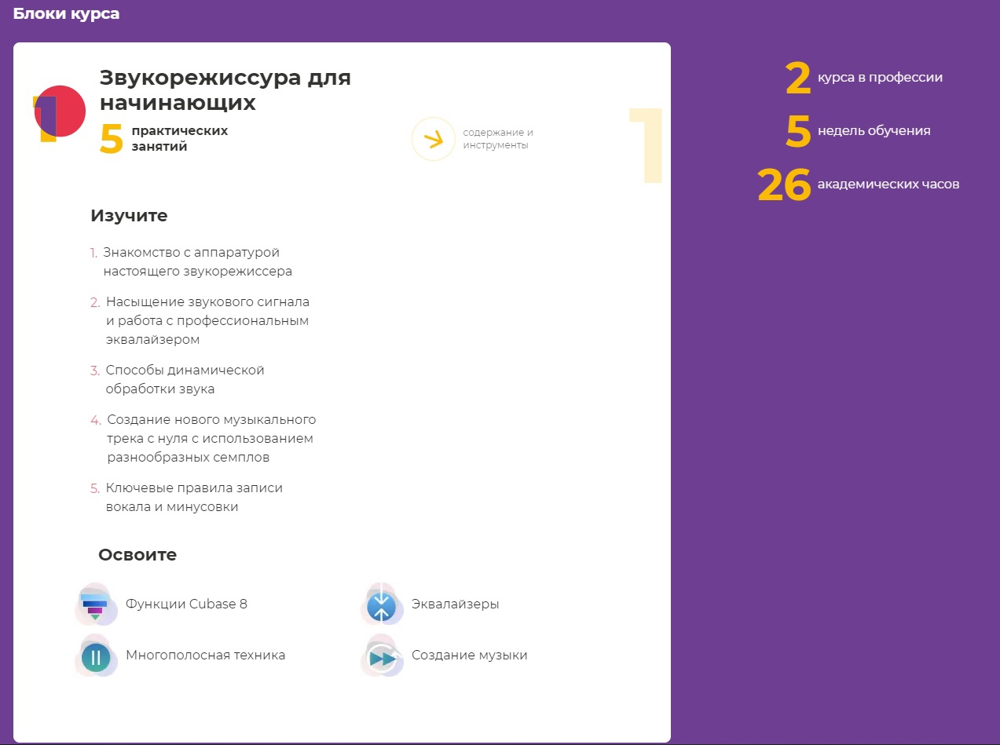 Блоки курса
1
Звукорежиссура для
начинающих
5 практических
занятий
содержание и
инструменты
1
2 курса в профессии
5 недель обучения
26 академических часов
Изучите
1. Знакомство с аппаратурой
настоящего звукорежиссера
2. Насыщение звукового сигнала
и работа с профессиональным
эквалайзером
3. Способы динамической
обработки звука
4. Создание нового музыкального
трека с нуля с использованием
разнообразных семплов
5. Ключевые правила записи
вокала и минусовки
Освоите
Функции Cubase 8
Эквалайзеры
Многополосная техника
Создание музыки